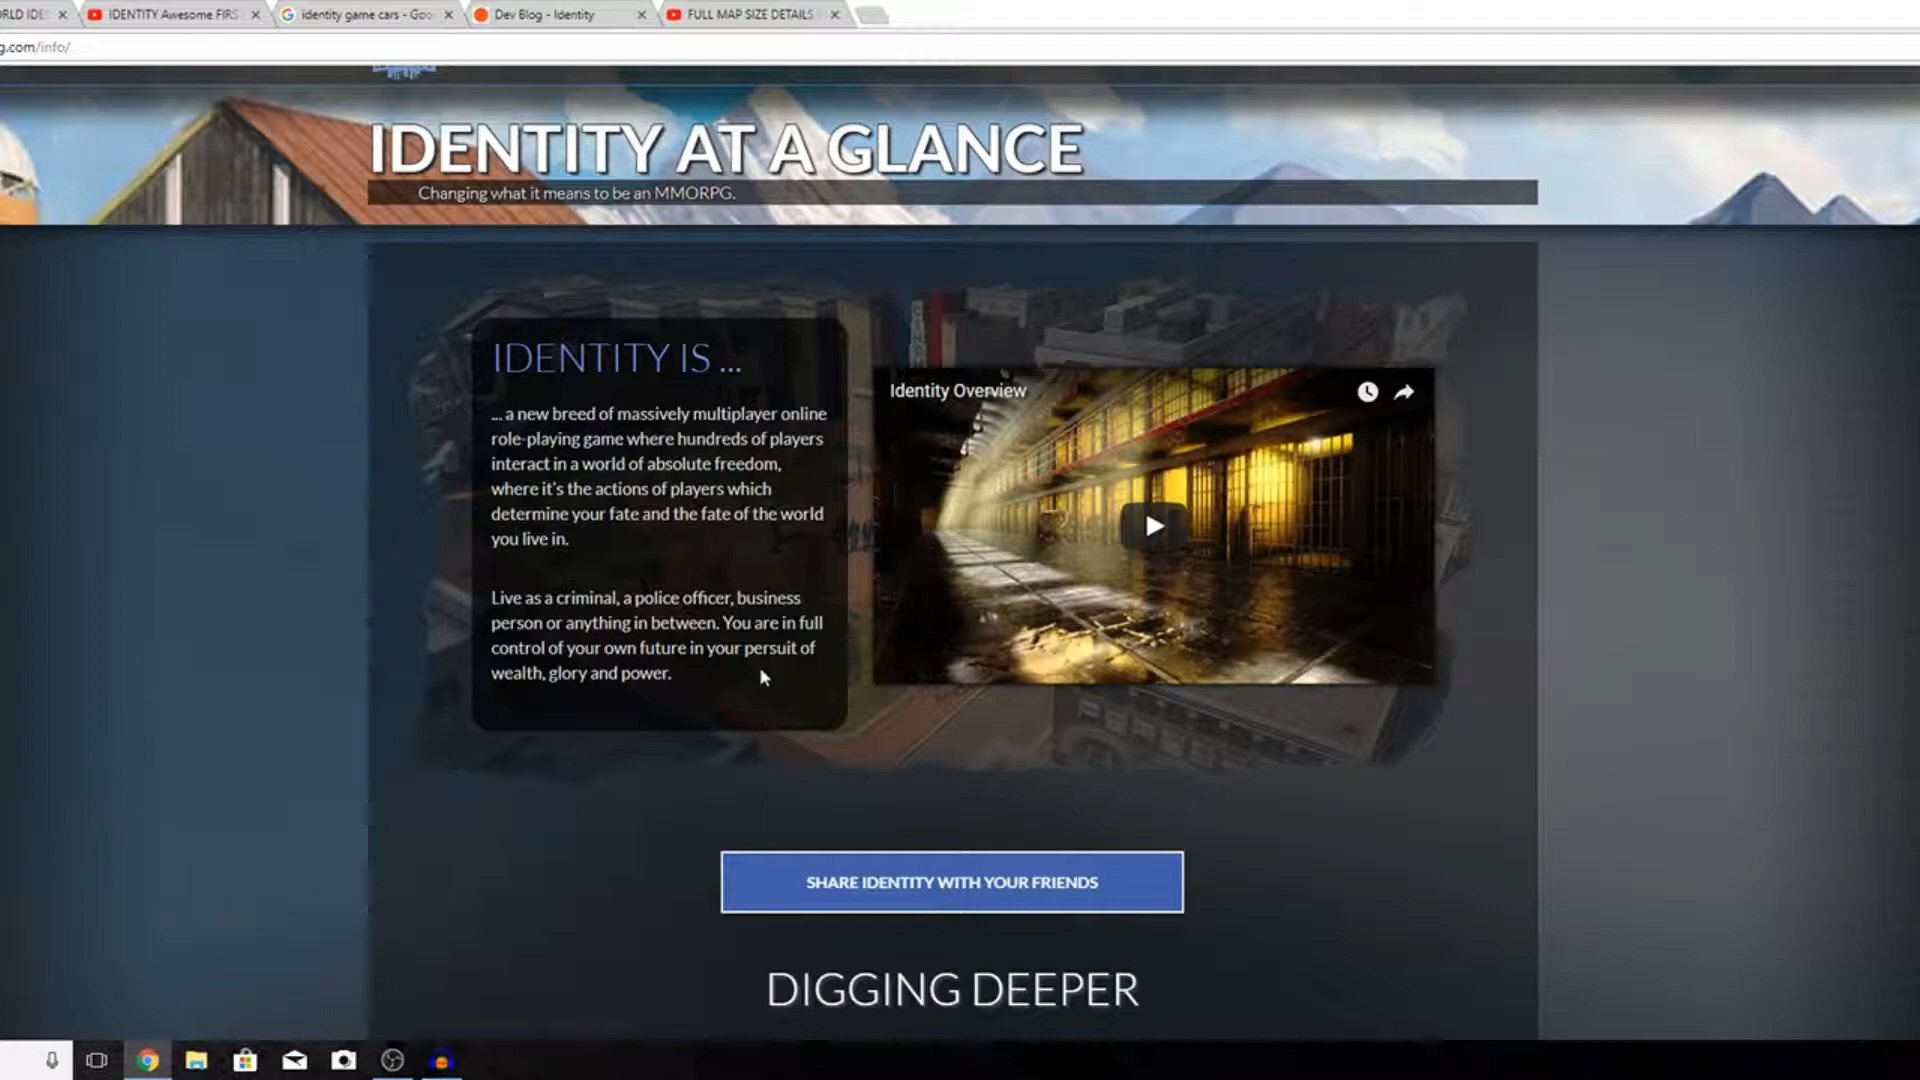 ORLD IDE
IDENTITY Awesome FIRS
identity game cars - Goo
Dev Blog - Identity
FULL MAP SIZE DETAILS
g.com/info/
IDENTITY AT A GLANCE
Changing what it means to be an MMORPG.
IDENTITY IS ...
... a new breed of massively multiplayer online
role-playing game where hundreds of players
interact in a world of absolute freedom,
where it's the actions of players which
determine your fate and the fate of the world
you live in.
Live as a criminal, a police officer, business
person or anything in between. You are in full
control of your own future in your persuit of
wealth, glory and power.
Identity Overview
SHARE IDENTITY WITH YOUR FRIENDS
DIGGING DEEPER